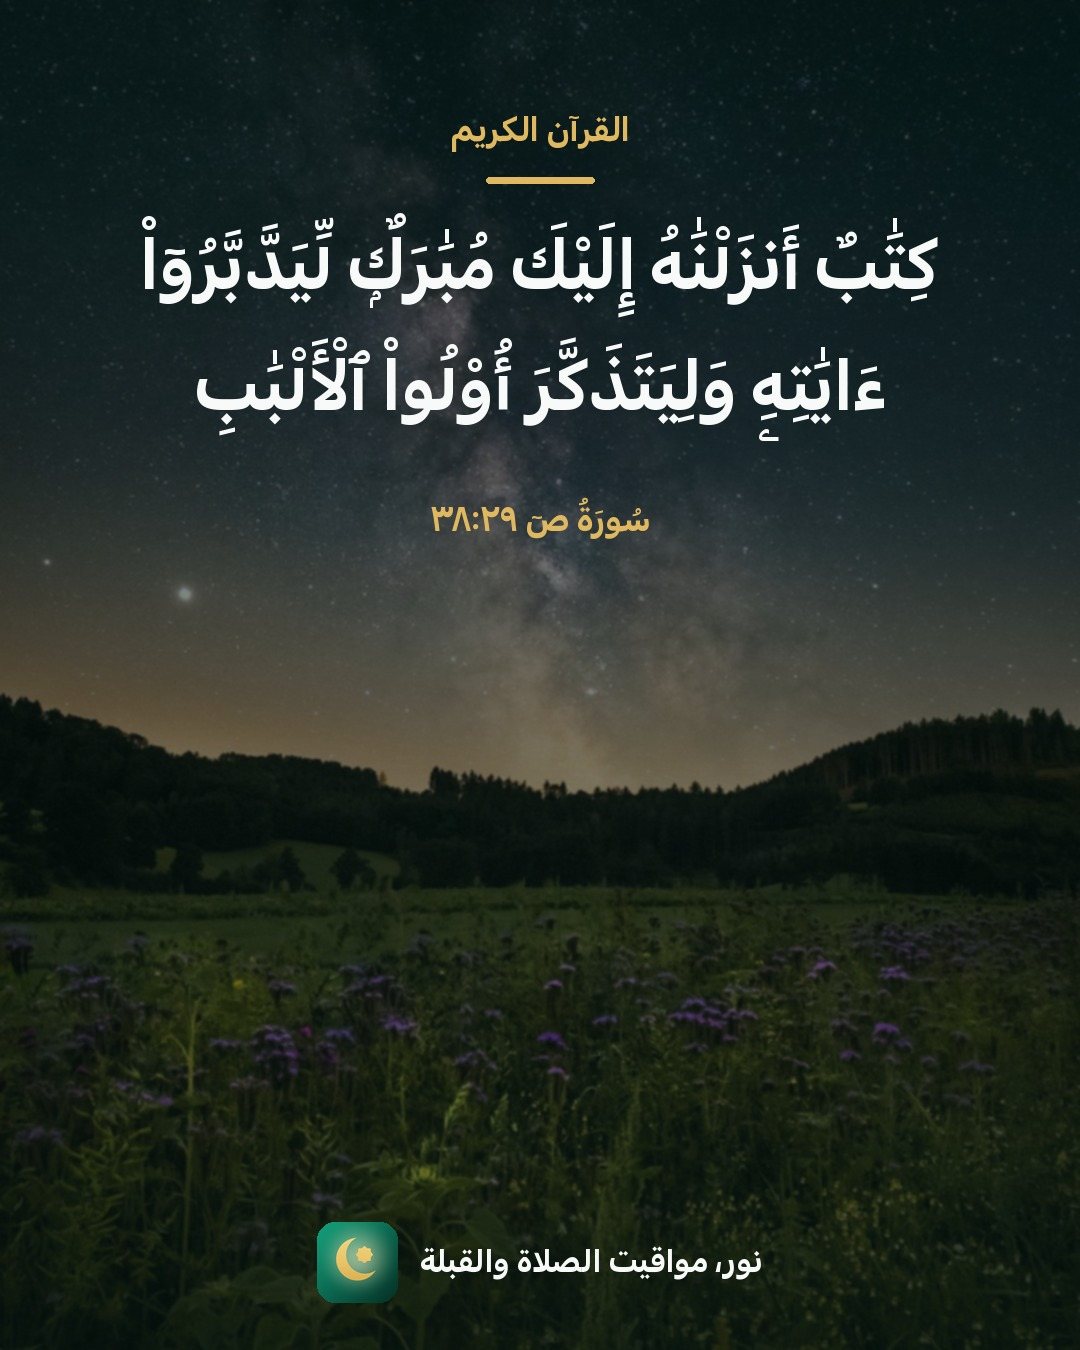 القرآن الكريم
كِتَٰبٌ أَنزَلْنَٰهُ إِلَيْكَ مُبَٰرَكٌۭ لِّيَدَّبَّرُوٓا۟
ءَايَٰتِهِۦ وَلِيَتَذَكَّرَ أُو۟لُوا۟ ٱلْأَلْبَٰبِ
سُورَةُ صٓ ٣٨:٢٩
نور، مواقيت الصلاة والقبلة